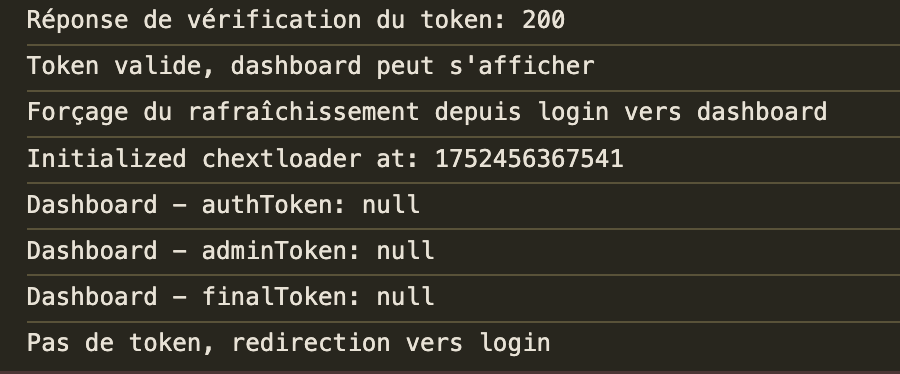 Réponse de vérification du token: 200
Token valide, dashboard peut s'afficher
Forçage du rafraîchissement depuis login vers dashboard
Initialized chextloader at: 1752456367541
Dashboard – authToken: null
Dashboard – adminToken: null
Dashboard – finalToken: null
Pas de token, redirection vers login